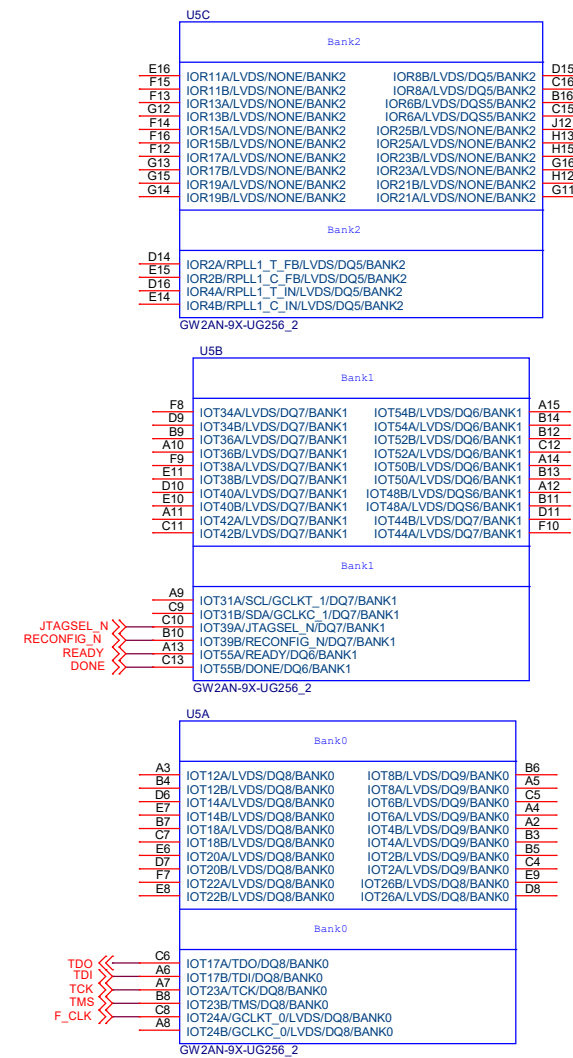 U5C
Bank2
E16 IOR11A/LVDS/NONE/BANK2 IOR8B/LVDS/DQ5/BANK2 D15
F15 IOR11B/LVDS/NONE/BANK2 IOR8A/LVDS/DQ5/BANK2 C16
F13 IOR13A/LVDS/NONE/BANK2 IOR6B/LVDS/DQS5/BANK2 B16
G12 IOR13B/LVDS/NONE/BANK2 IOR6A/LVDS/DQS5/BANK2 C15
F14 IOR15A/LVDS/NONE/BANK2 IOR25B/LVDS/NONE/BANK2 J12
F16 IOR15B/LVDS/NONE/BANK2 IOR25A/LVDS/NONE/BANK2 H13
F12 IOR17A/LVDS/NONE/BANK2 IOR23B/LVDS/NONE/BANK2 H15
G13 IOR17B/LVDS/NONE/BANK2 IOR23A/LVDS/NONE/BANK2 G16
G15 IOR19A/LVDS/NONE/BANK2 IOR21B/LVDS/NONE/BANK2 H12
G14 IOR19B/LVDS/NONE/BANK2 IOR21A/LVDS/NONE/BANK2 G11
Bank2
D14 IOR2A/RPLL1_T_FB/LVDS/DQ5/BANK2
E15 IOR2B/RPLL1_C_FB/LVDS/DQ5/BANK2
D16 IOR4A/RPLL1_T_IN/LVDS/DQ5/BANK2
E14 IOR4B/RPLL1_C_IN/LVDS/DQ5/BANK2
GW2AN-9X-UG256_2
U5B
Bank1
F8 IOT34A/LVDS/DQ7/BANK1 IOT54B/LVDS/DQ6/BANK1 A15
D9 IOT34B/LVDS/DQ7/BANK1 IOT54A/LVDS/DQ6/BANK1 B14
B9 IOT36A/LVDS/DQ7/BANK1 IOT52B/LVDS/DQ6/BANK1 B12
A10 IOT36B/LVDS/DQ7/BANK1 IOT52A/LVDS/DQ6/BANK1 C12
F9 IOT38A/LVDS/DQ7/BANK1 IOT50B/LVDS/DQ6/BANK1 A14
E11 IOT38B/LVDS/DQ7/BANK1 IOT50A/LVDS/DQ6/BANK1 B13
D10 IOT40A/LVDS/DQ7/BANK1 IOT48B/LVDS/DQS6/BANK1 A12
E10 IOT40B/LVDS/DQ7/BANK1 IOT48A/LVDS/DQS6/BANK1 B11
A11 IOT42A/LVDS/DQ7/BANK1 IOT44B/LVDS/DQ7/BANK1 D11
C11 IOT42B/LVDS/DQ7/BANK1 IOT44A/LVDS/DQ7/BANK1 F10
Bank1
A9 IOT31A/SCL/GCLKT_1/DQ7/BANK1
C9 IOT31B/SDA/GCLKC_1/DQ7/BANK1
JTAGSEL_N C10 IOT39A/JTAGSEL_N/DQ7/BANK1
RECONFIG_N B10 IOT39B/RECONFIG_N/DQ7/BANK1
READY A13 IOT55A/READY/DQ6/BANK1
DONE C13 IOT55B/DONE/DQ6/BANK1
GW2AN-9X-UG256_2
U5A
Bank0
A3 IOT12A/LVDS/DQ8/BANK0 IOT8B/LVDS/DQ9/BANK0 B6
B4 IOT12B/LVDS/DQ8/BANK0 IOT8A/LVDS/DQ9/BANK0 A5
D6 IOT14A/LVDS/DQ8/BANK0 IOT6B/LVDS/DQ9/BANK0 C5
E7 IOT14B/LVDS/DQ8/BANK0 IOT6A/LVDS/DQ9/BANK0 A4
B7 IOT18A/LVDS/DQ8/BANK0 IOT4B/LVDS/DQ9/BANK0 A2
C7 IOT18B/LVDS/DQ8/BANK0 IOT4A/LVDS/DQ9/BANK0 B3
E6 IOT20A/LVDS/DQ8/BANK0 IOT2B/LVDS/DQ9/BANK0 B5
D7 IOT20B/LVDS/DQ8/BANK0 IOT2A/LVDS/DQ9/BANK0 C4
F7 IOT22A/LVDS/DQ8/BANK0 IOT26B/LVDS/DQ8/BANK0 E9
E8 IOT22B/LVDS/DQ8/BANK0 IOT26A/LVDS/DQ8/BANK0 D8
Bank0
TDO C6 IOT17A/TDO/DQ8/BANK0
TDI A6 IOT17B/TDI/DQ8/BANK0
TCK A7 IOT23A/TCK/DQ8/BANK0
TMS B8 IOT23B/TMS/DQ8/BANK0
F_CLK C8 IOT24A/GCLKT_0/LVDS/DQ8/BANK0
A8 IOT24B/GCLKC_0/LVDS/DQ8/BANK0
GW2AN-9X-UG256_2